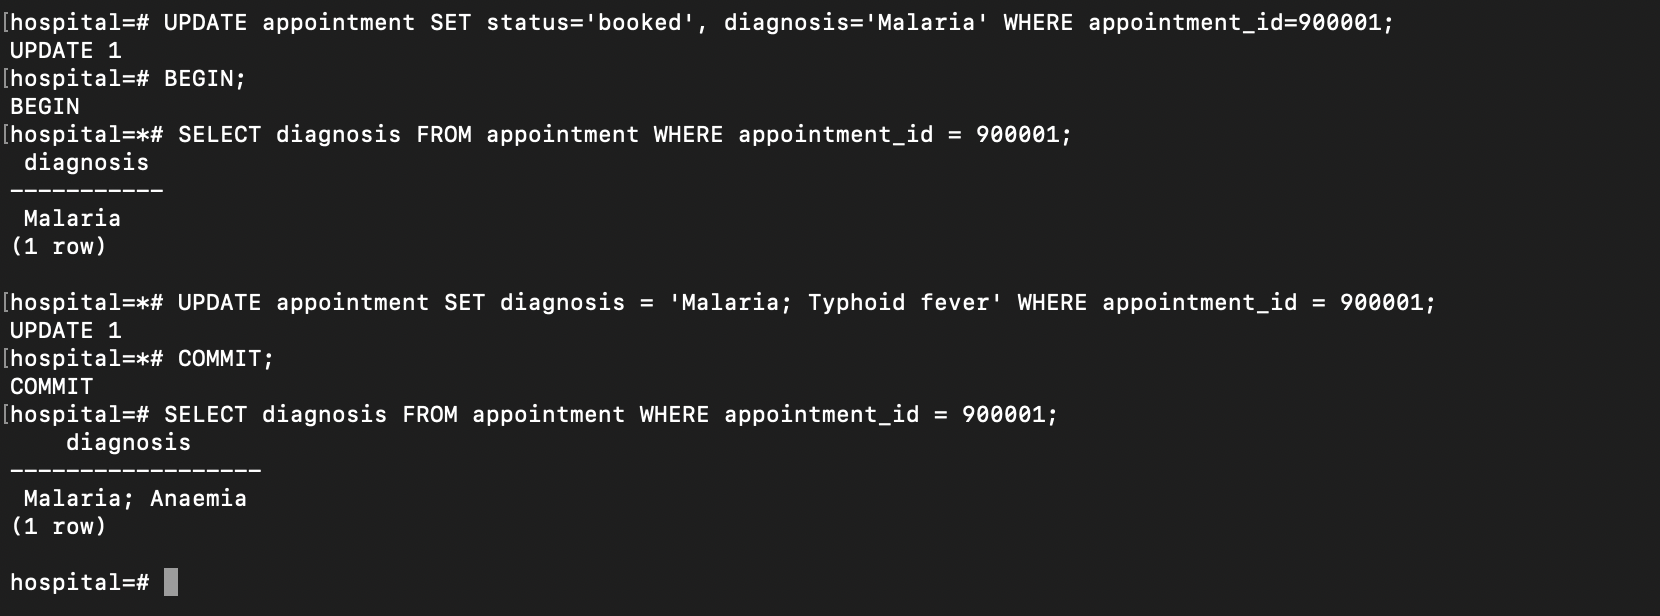 [hospital=# UPDATE appointment SET status='booked', diagnosis='Malaria' WHERE appointment_id=900001;
UPDATE 1
[hospital=# BEGIN;
BEGIN
[hospital=*# SELECT diagnosis FROM appointment WHERE appointment_id = 900001;
diagnosis
-----------
Malaria
(1 row)
[hospital=*# UPDATE appointment SET diagnosis = 'Malaria; Typhoid fever' WHERE appointment_id = 900001;
UPDATE 1
[hospital=*# COMMIT;
COMMIT
[hospital=# SELECT diagnosis FROM appointment WHERE appointment_id = 900001;
diagnosis
------------------
Malaria; Anaemia
(1 row)
hospital=#